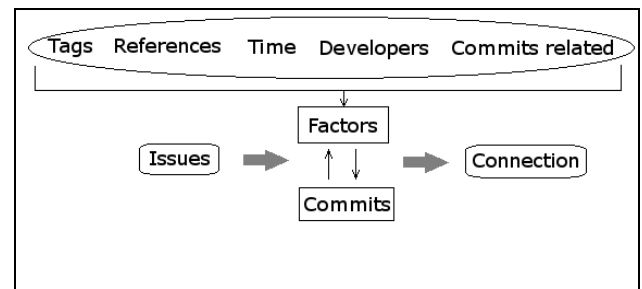 Tags References Time Developers Commits related
Factors
Issues Connection
Commits